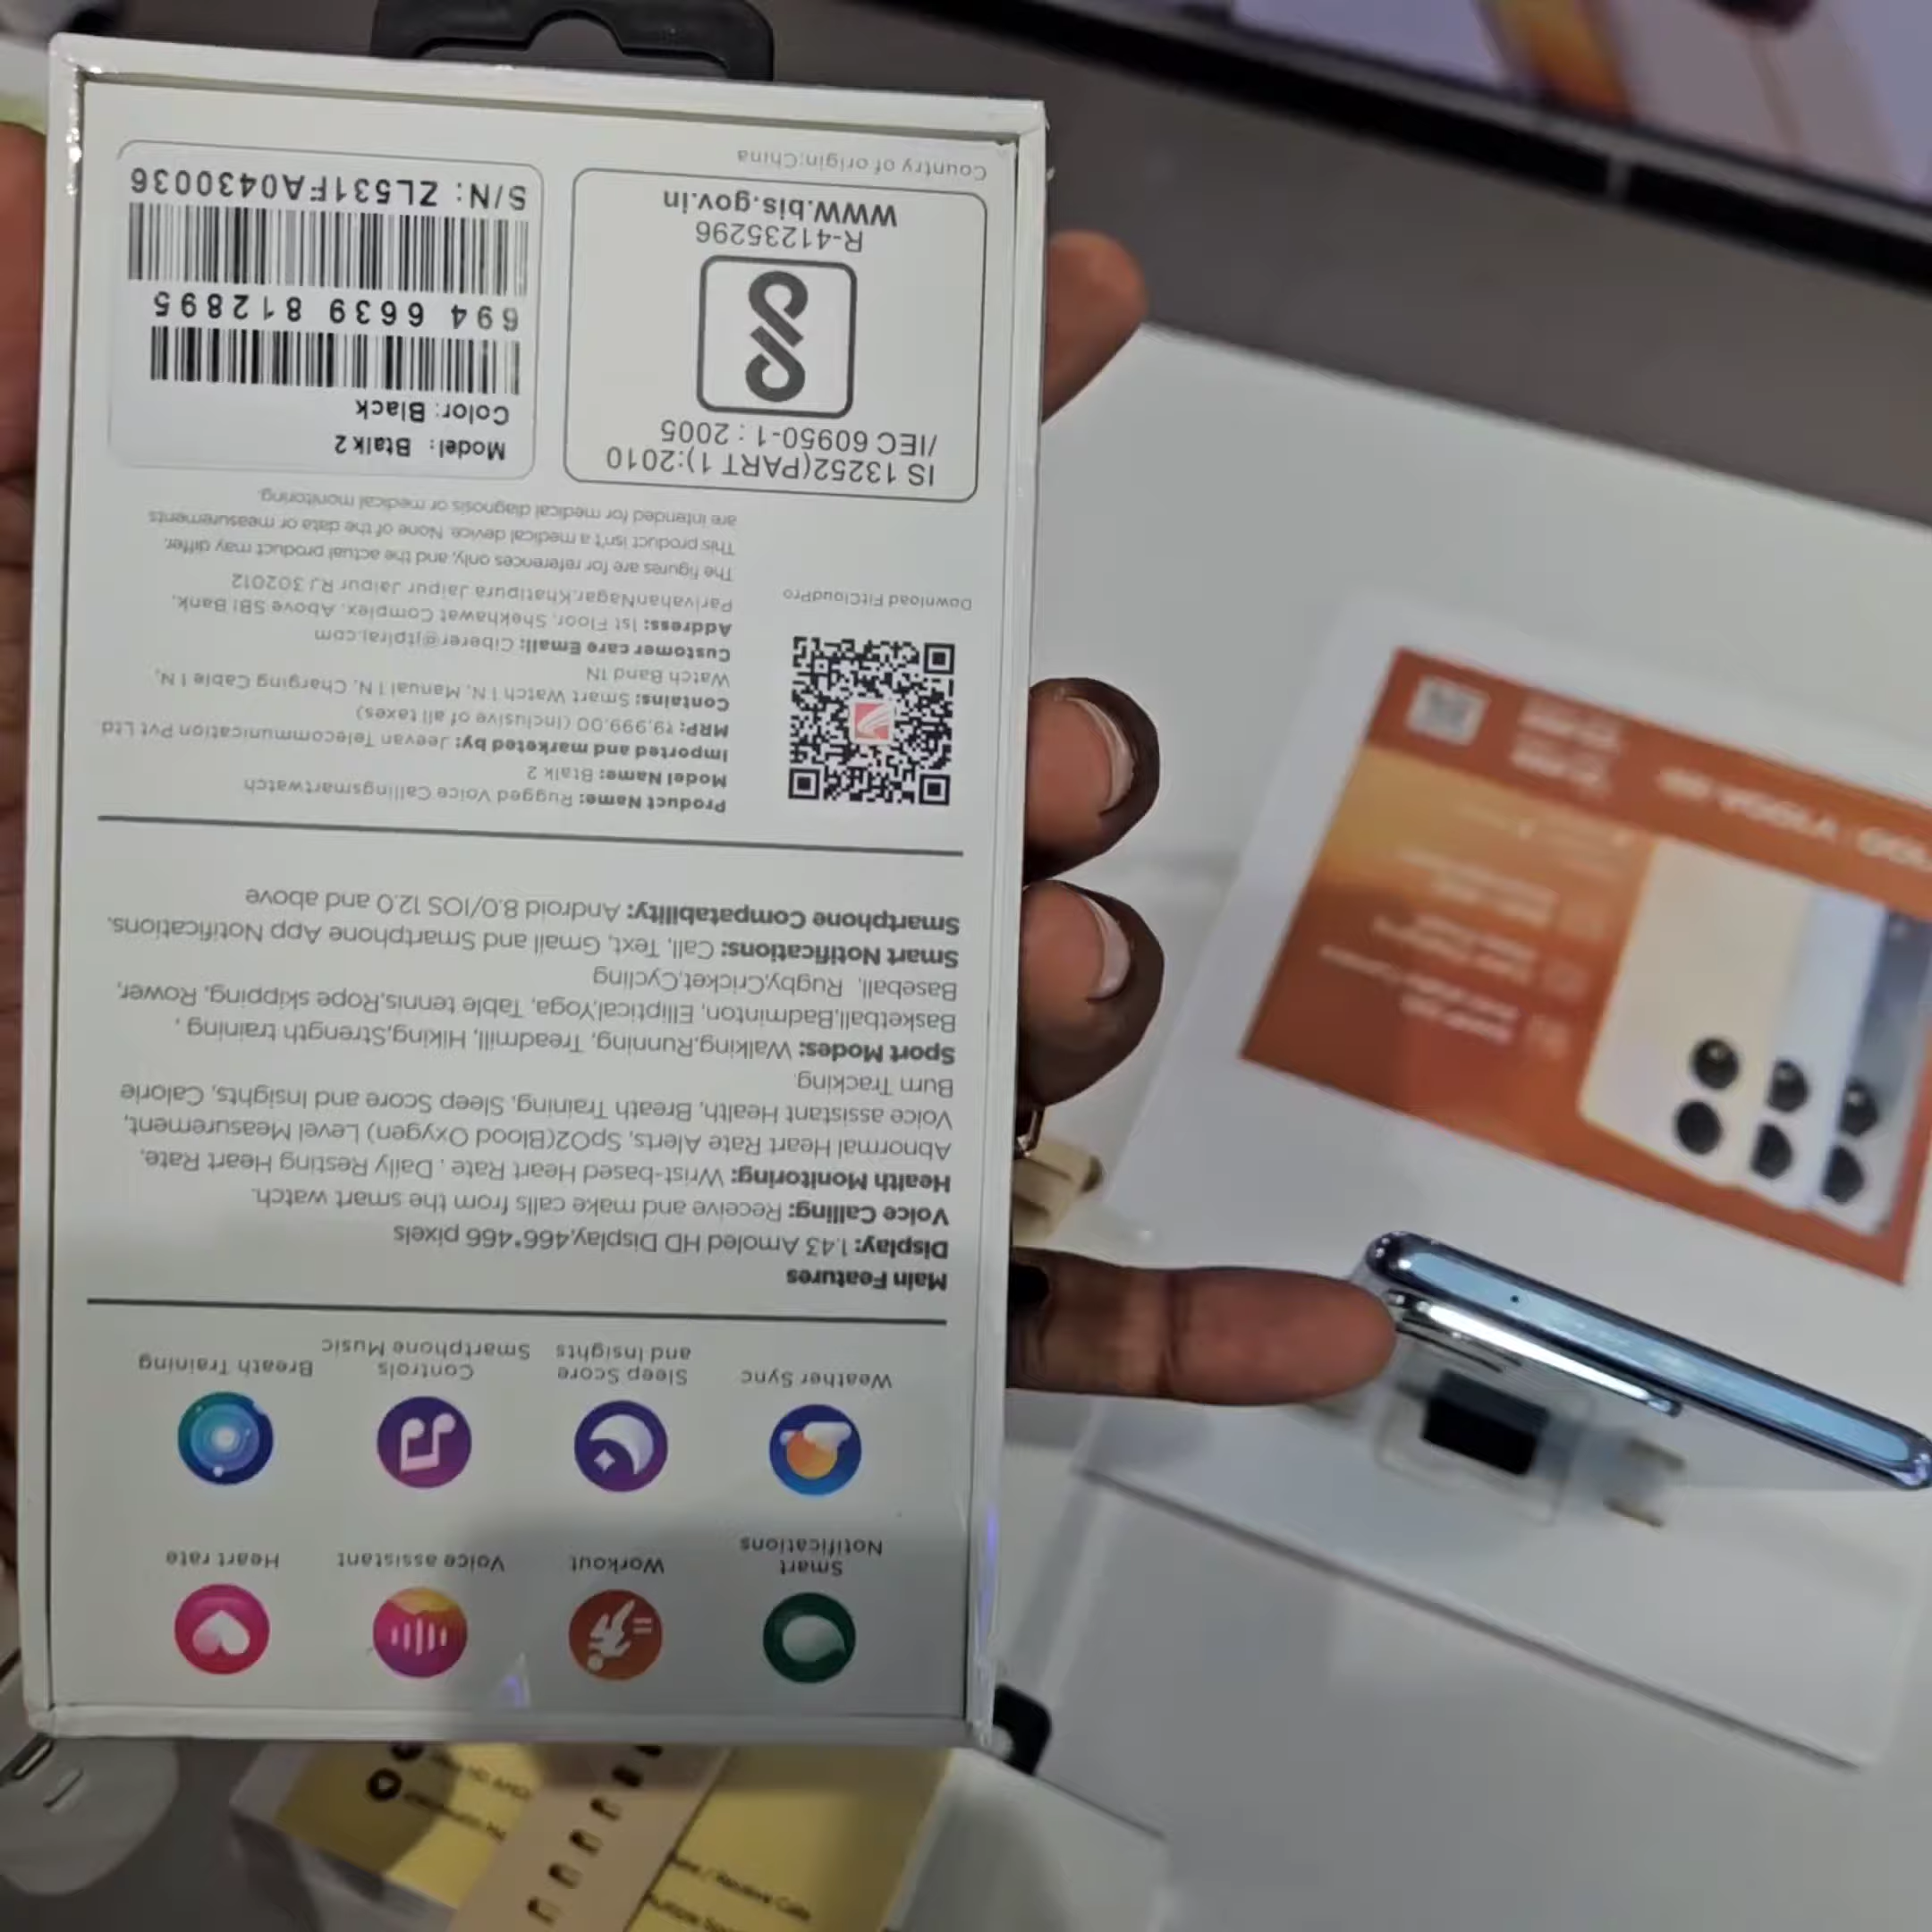 Smart
Notifications
Workout
Voice assistant
Heart rate
Weather Sync
Sleep Score
and Insights
Controls
Smartphone Music
Breath Training
Main Features
Display: 1.43 Amoled HD Display,466*466 pixels
Voice Calling: Receive and make calls from the smart watch.
Health Monitoring: Wrist-based Heart Rate , Daily Resting Heart Rate,
Abnormal Heart Rate Alerts, SpO2(Blood Oxygen) Level Measurement,
Voice assistant Health, Breath Training, Sleep Score and Insights, Calorie
Burn Tracking.
Sport Modes: Walking,Running, Treadmill, Hiking,Strength training ,
Basketball,Badminton, Elliptical,Yoga, Table tennis,Rope skipping, Rower,
Baseball, Rugby,Cricket,Cycling
Smart Notifications: Call, Text, Gmail and Smartphone App Notifications,
Smartphone Compatability: Android 8.0/IOS 12.0 and above
Product Name: Rugged Voice Callingsmartwatch
Model Name: Btalk 2
Imported and marketed by: Jeevan Telecommunication Pvt Ltd
MRP: ₹9,999,00 (Inclusive of all taxes)
Contains: Smart Watch 1 N, Manual 1 N, Charging Cable 1 N,
Watch Band 1N
Customer care Email: Ciberer@jtplraj.com
Address: 1st Floor, Shekhawat Complex, Above SBI Bank,
ParivahanNagar,Khatipura Jaipur Jaipur RJ 302012
Download FitCloudPro
The figures are for references only, and the actual product may differ.
This product isn't a medical device. None of the data or measurements
are intended for medical diagnosis or medical monitoring.
IS 13252(PART 1):2010
/IEC 60950-1 : 2005
R-41235296
WWW.bis.gov.in
Country of origin:China
Model: Btalk 2
Color: Black
694 6639 812895
S/N: ZL531FA0430036